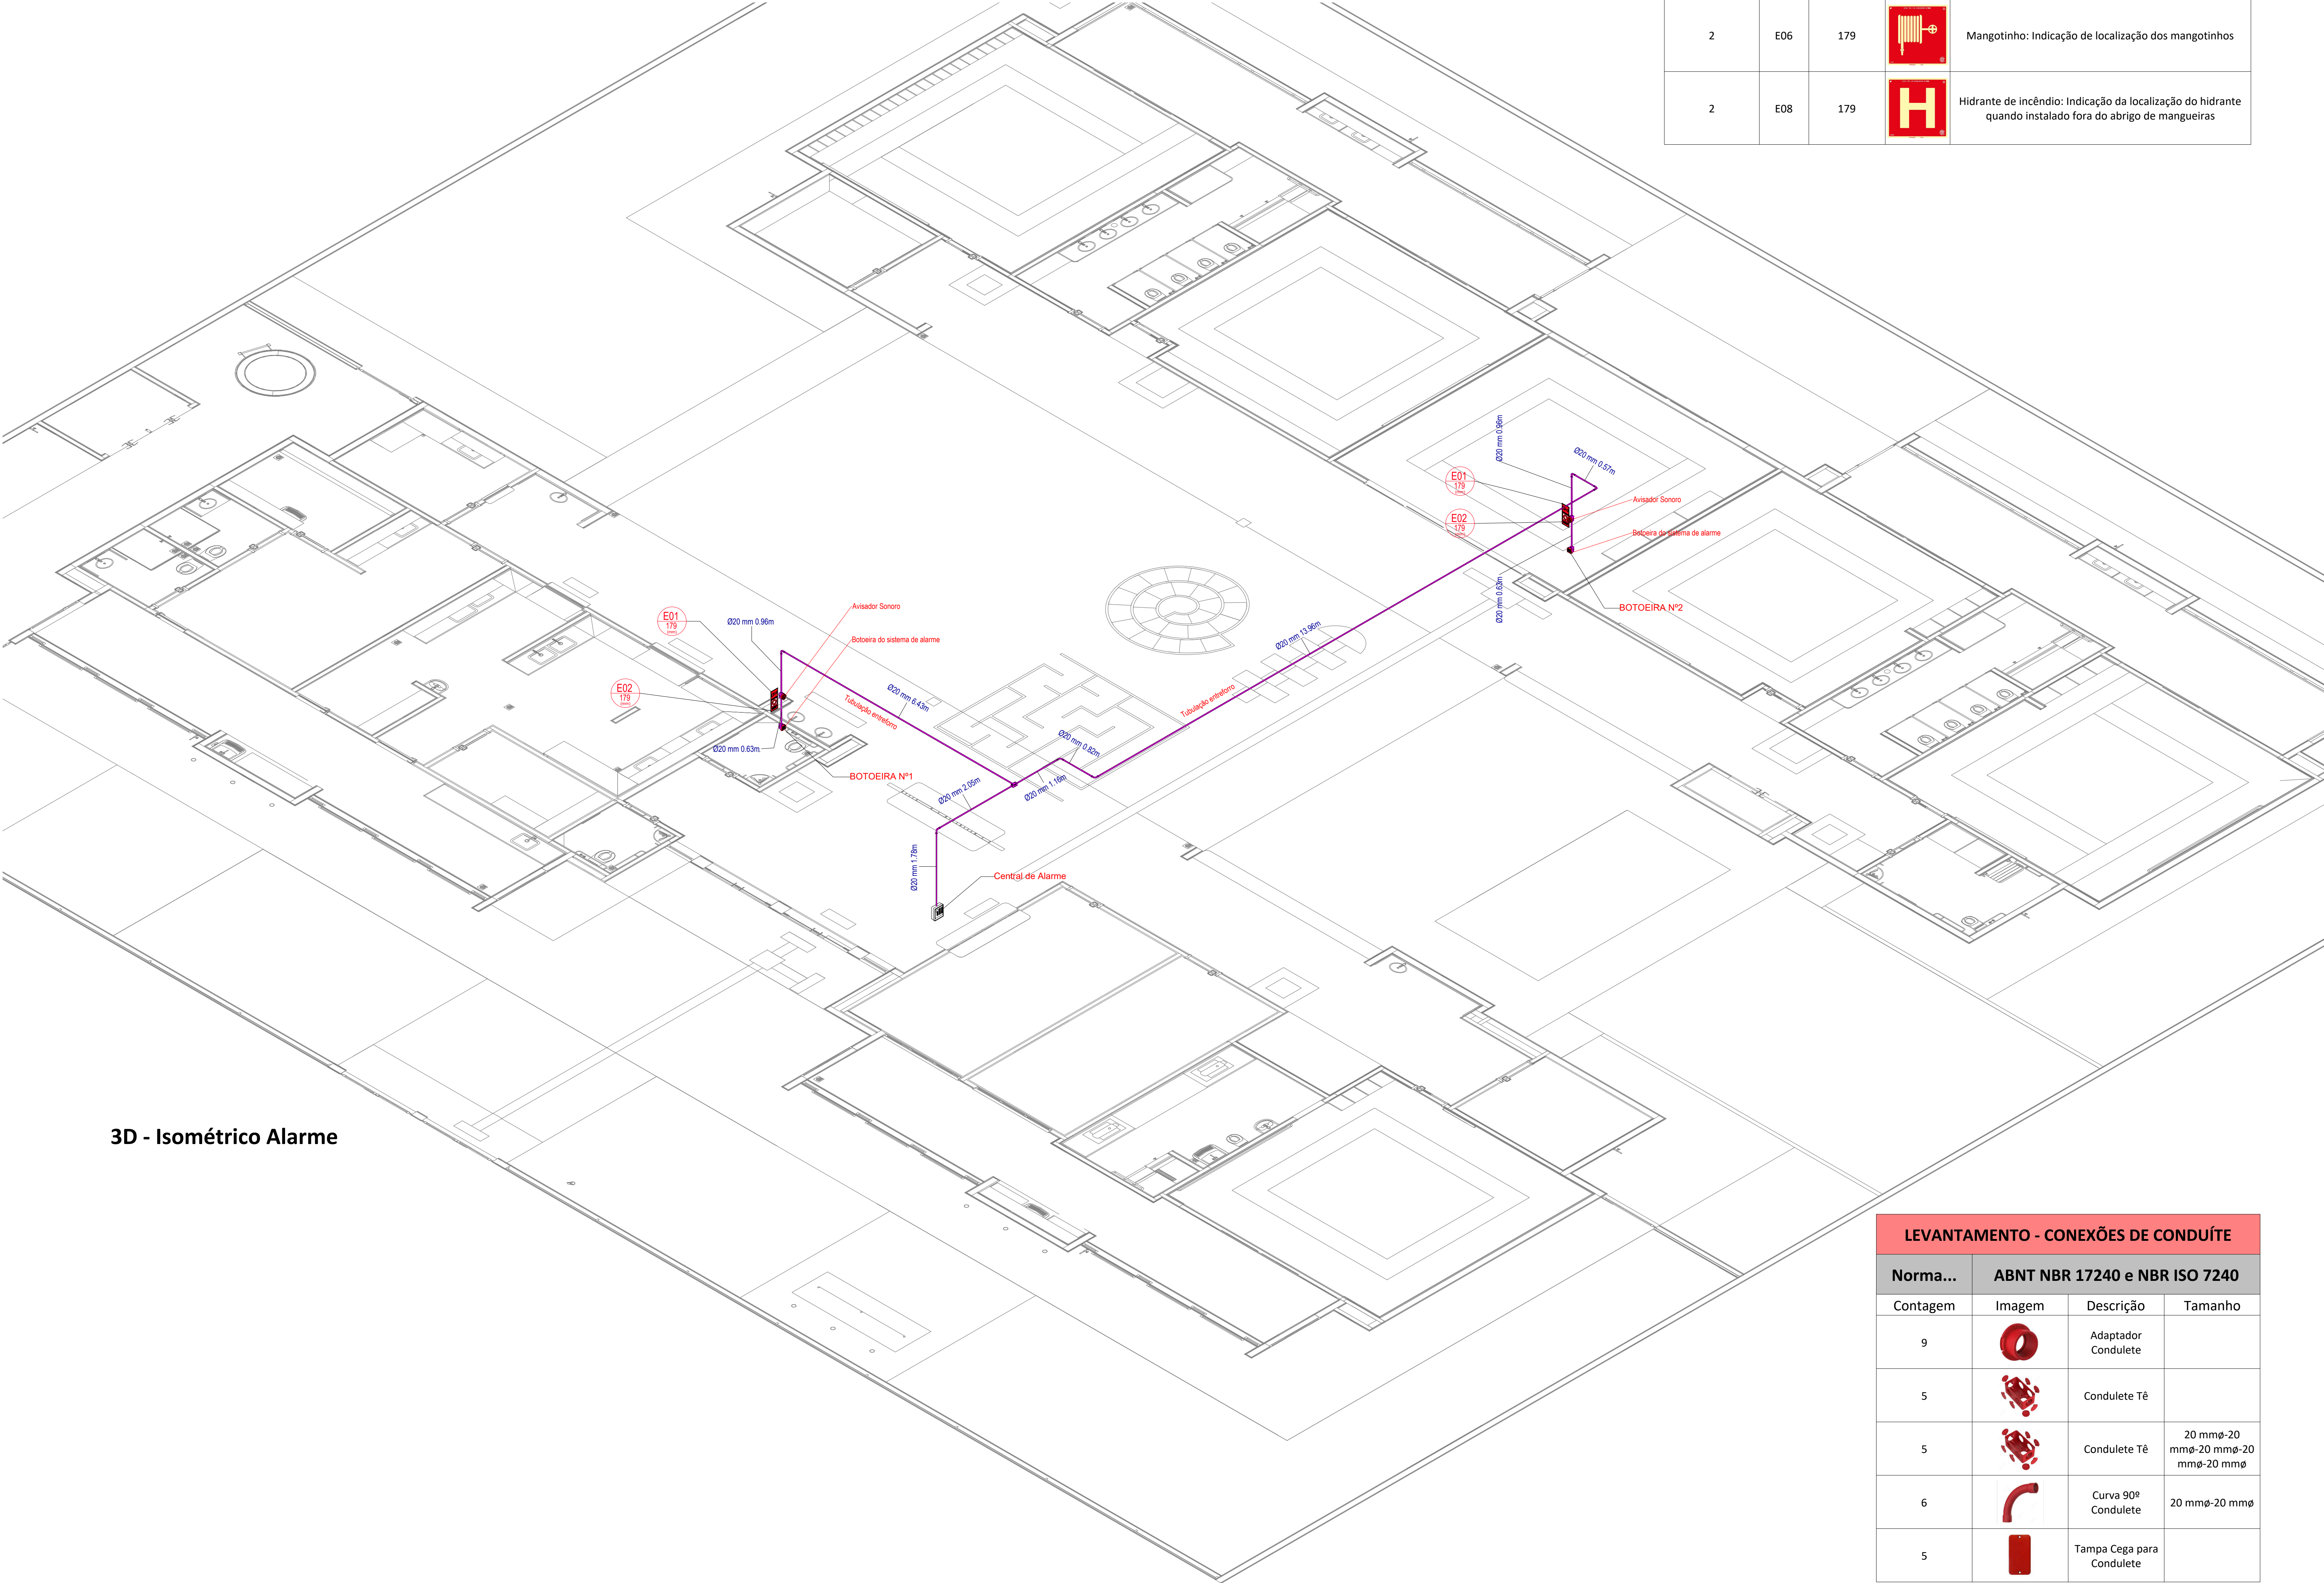 2 E06 179 Mangotinho: Indicação de localização dos mangotinhos
2 E08 179 Hidrante de incêndio: Indicação da localização do hidrante
quando instalado fora do abrigo de mangueiras
H
Ø20 mm 0.96m
Ø20 mm 0.57m
E01
179
Avisador Sonoro
E02
179
Botoeira do sistema de alarme
Ø20 mm 0.63m
BOTOEIRA Nº2
E01
179
Ø20 mm 0.96m
Avisador Sonoro
Botoeira do sistema de alarme
Ø20 mm 13.96m
E02
179
Ø20 mm 6.43m
Tubulação entreforro
Tubulação entreforro
Ø20 mm 0.63m
Ø20 mm 0.82m
BOTOEIRA Nº1
Ø20 mm 2.05m
Ø20 mm 1.16m
Ø20 mm 1.78m
Central de Alarme
3D - Isométrico Alarme
LEVANTAMENTO - CONEXÕES DE CONDUÍTE
Norma... ABNT NBR 17240 e NBR ISO 7240
Contagem Imagem Descrição Tamanho
9 Adaptador
Condulete
5 Condulete Tê
5 Condulete Tê 20 mmø-20
mmø-20 mmø-20
mmø-20 mmø
6 Curva 90º
Condulete 20 mmø-20 mmø
5 Tampa Cega para
Condulete